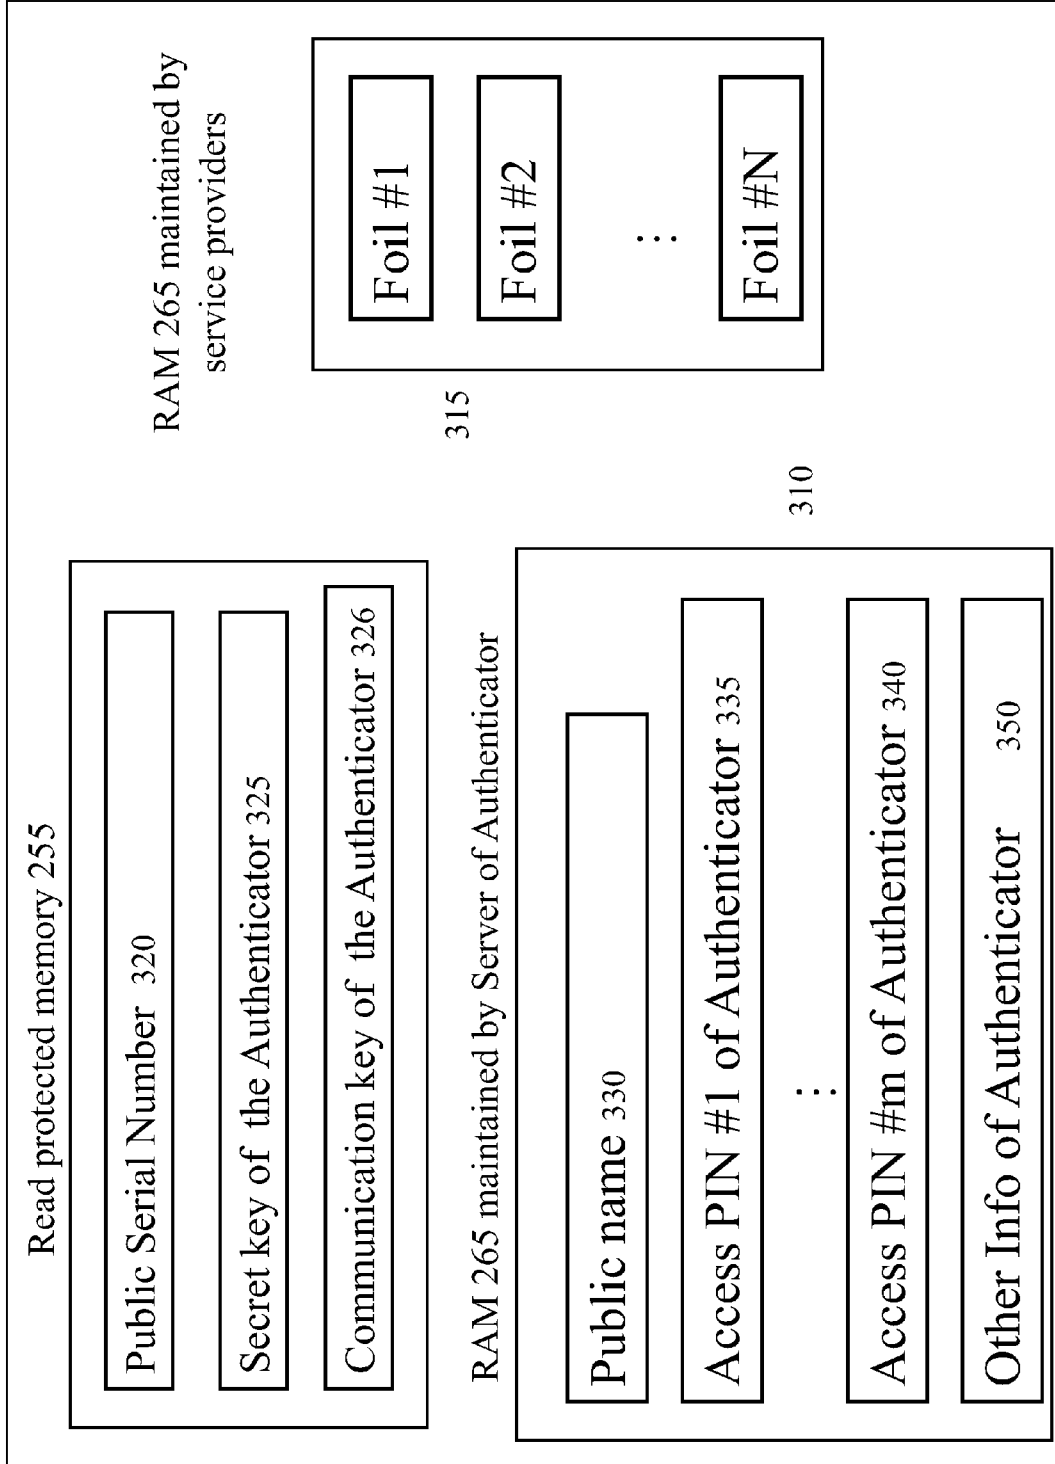 Read protected memory 255
Public Serial Number 320
Secret key of the Authenticator 325
Communication key of the Authenticator 326
RAM 265 maintained by Server of Authenticator
Public name 330
Access PIN #1 of Authenticator 335
⋮
Access PIN #m of Authenticator 340
Other Info of Authenticator 350
310
RAM 265 maintained by
service providers
Foil #1
Foil #2
⋮
Foil #N
315